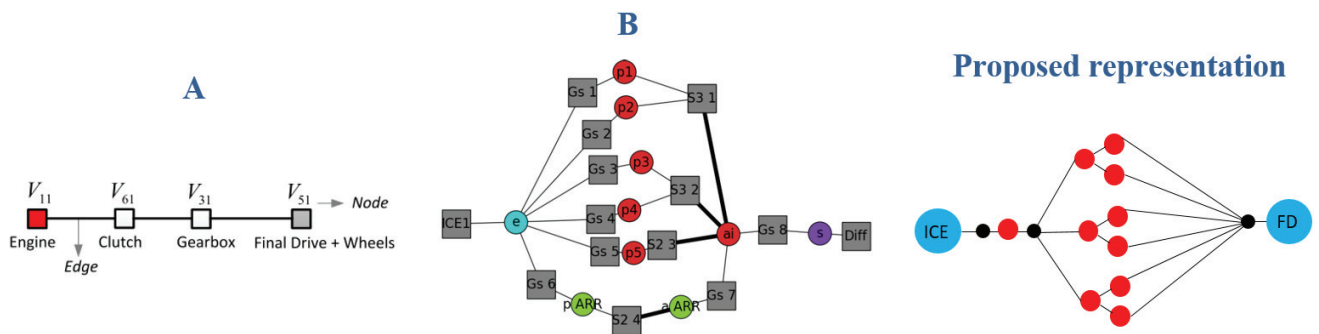 A
V11
V61
V31
V51
Node
Engine
Clutch
Gearbox
Final Drive + Wheels
Edge
B
p1
Gs 1
S3 1
p2
Gs 2
p3
Gs 3
S3 2
p4
Gs 4
ICE1
e
ai
Gs 8
s
Diff
Gs 5
p5
S2 3
Gs 6
Gs 7
p ARR
a ARR
S2 4
Proposed representation
ICE
FD